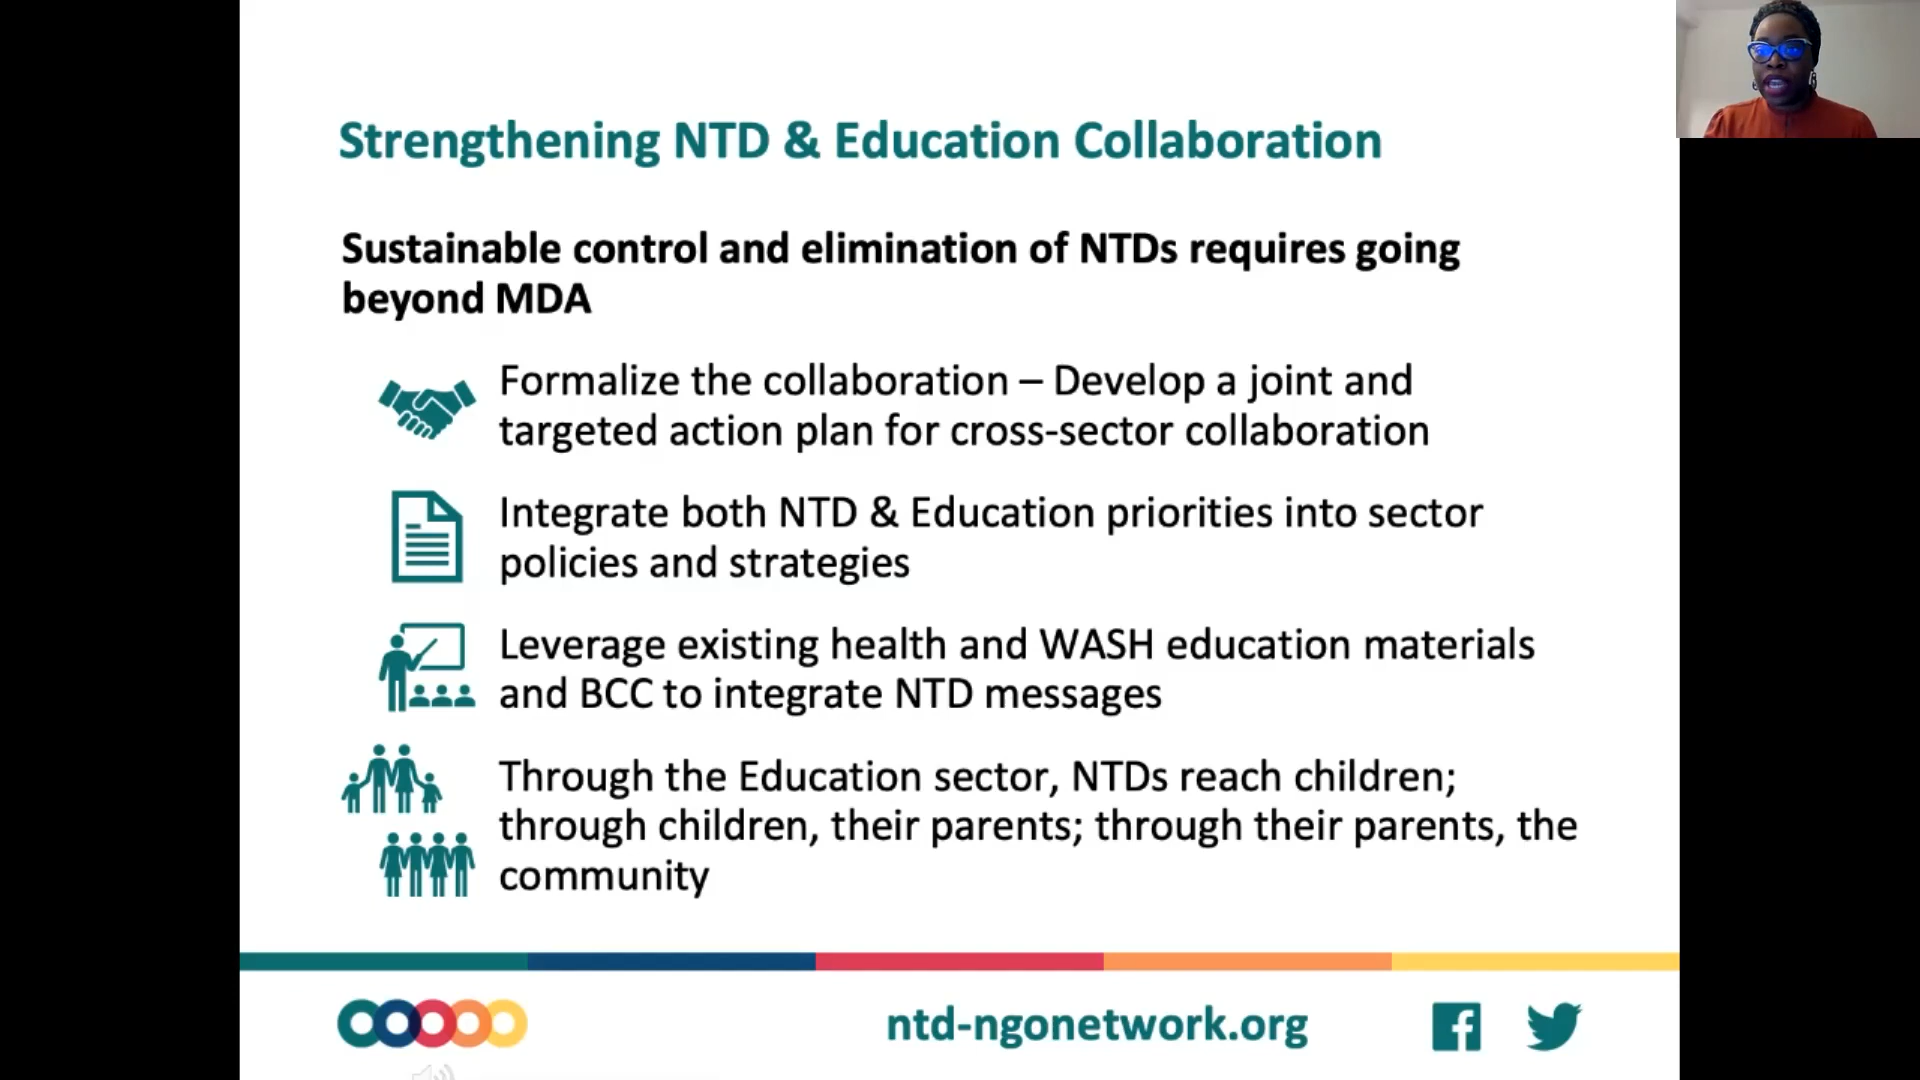 Strengthening NTD & Education Collaboration
Sustainable control and elimination of NTDs requires going
beyond MDA
Formalize the collaboration – Develop a joint and
targeted action plan for cross-sector collaboration
Integrate both NTD & Education priorities into sector
policies and strategies
Leverage existing health and WASH education materials
and BCC to integrate NTD messages
Through the Education sector, NTDs reach children;
through children, their parents; through their parents, the
community
ntd-ngonetwork.org